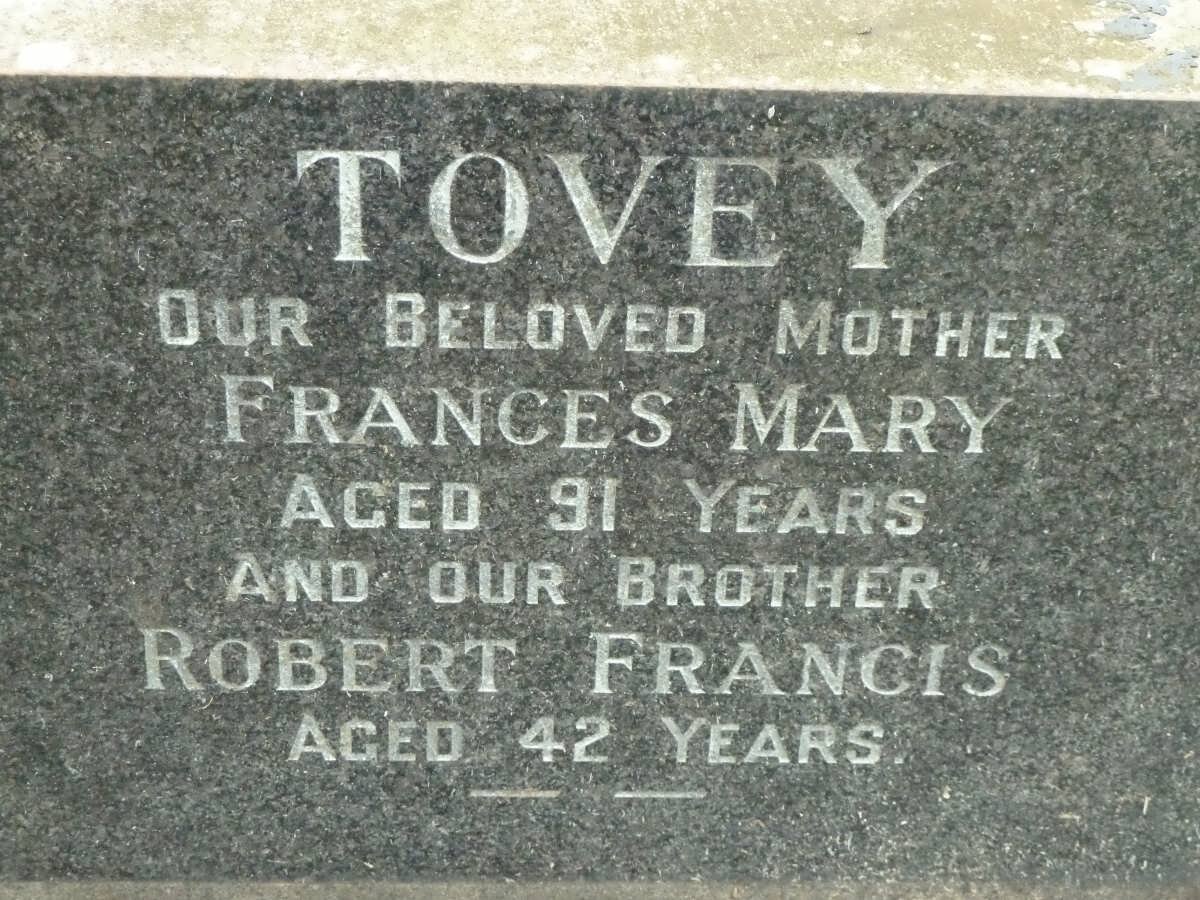 TOVEY
OUR BELOVED MOTHER
FRANCES MARY
AGED 91 YEARS
AND OUR BROTHER
ROBERT FRANCIS
AGED 42 YEARS.